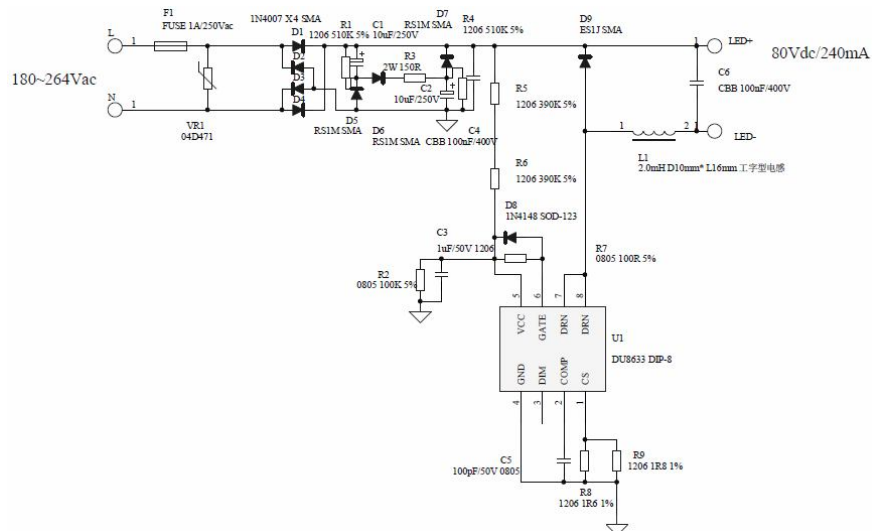 F1
FUSE 1A/250Vac
1N4007 X4 SMA
D1
D2
D3
D4
L
1
N
1
180~264Vac
VR1
04D471
R1
1206 510K 5%
C1
10uF/250V
D7
RS1M SMA
R4
1206 510K 5%
R3
2W 150R
C2
10uF/250V
D5
RS1M SMA
D6
RS1M SMA
C4
CBB 100nF/400V
D9
ES1J SMA
1
LED+
80Vdc/240mA
C6
CBB 100nF/400V
1
2
1
LED-
L1
2.0mH D10mm* L16mm 工字型电感
R5
1206 390K 5%
R6
1206 390K 5%
D8
1N4148 SOD-123
C3
1uF/50V 1206
R2
0805 100K 5%
R7
0805 100R 5%
5
6
7
8
VCC
GATE
DRN
DRN
U1
DU8633 DIP-8
GND
DIM
COMP
CS
4
3
2
1
C5
100pF/50V 0805
R8
1206 1R6 1%
R9
1206 1R8 1%